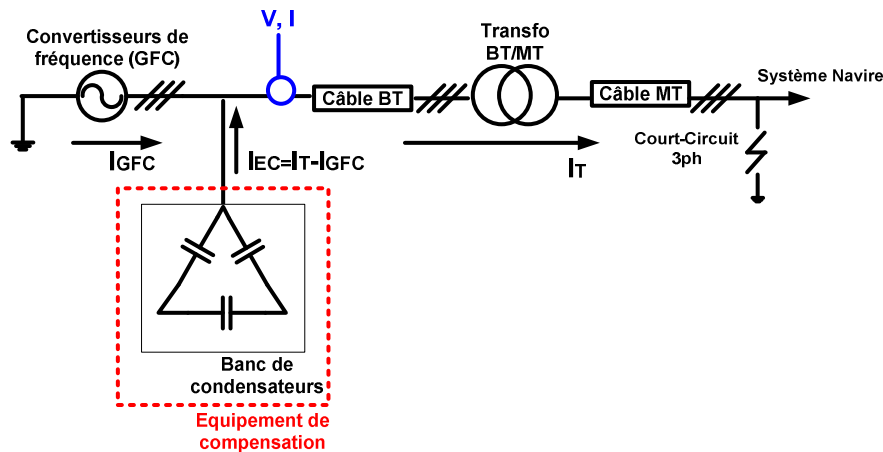 Convertisseurs de
fréquence (GFC)
V, I
Transfo
BT/MT
Câble BT
Câble MT
Système Navire
Court-Circuit
3ph
IGFC
IEC=IT-IGFC
IT
Banc de
condensateurs
Equipement de
compensation